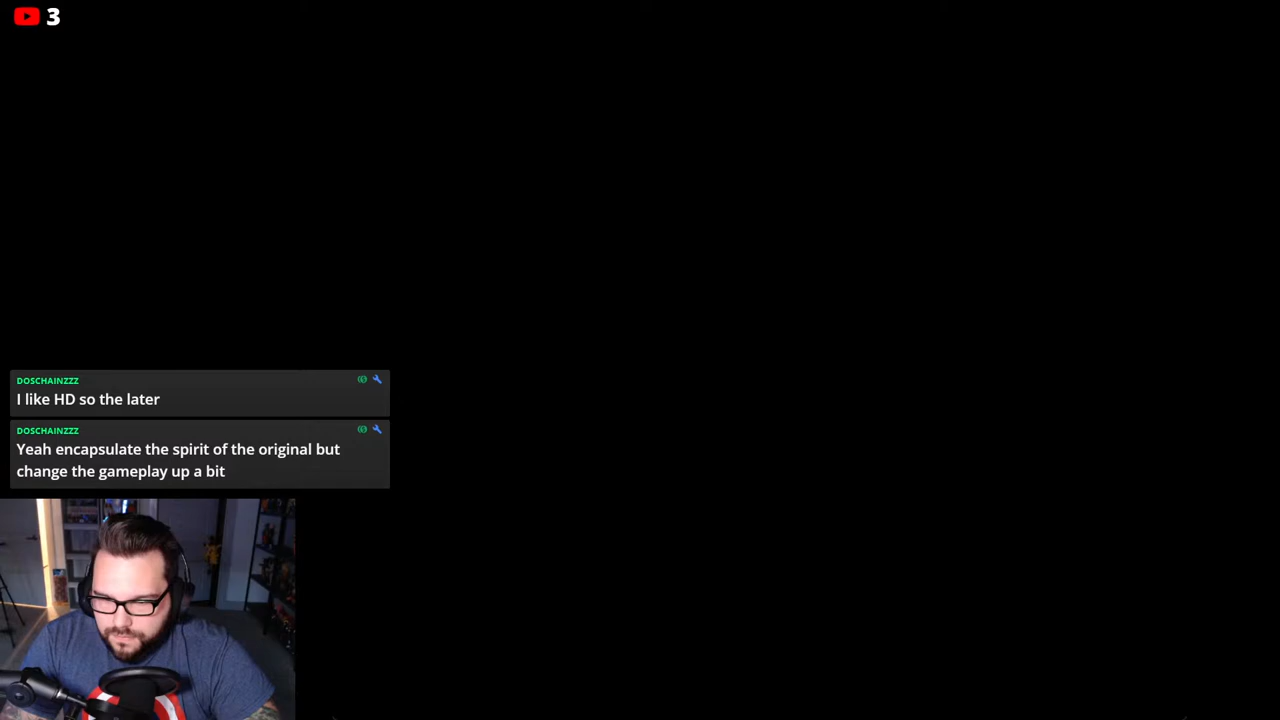 3
DOSCHAINZZZ
I like HD so the later
DOSCHAINZZZ
Yeah encapsulate the spirit of the original but
change the gameplay up a bit